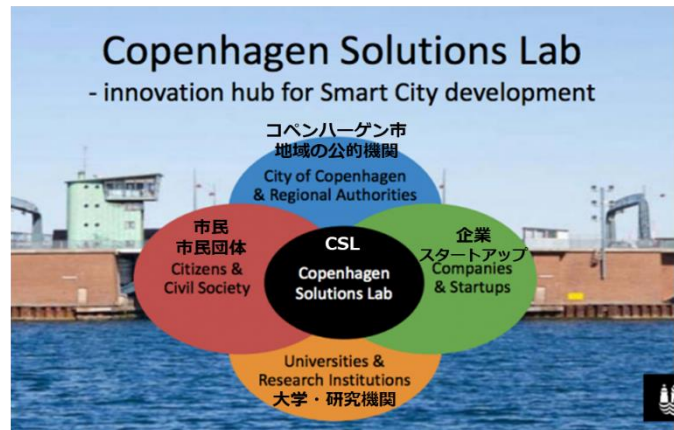 Copenhagen Solutions Lab
- innovation hub for Smart City development
コペンハーゲン市
地域の公的機関
City of Copenhagen
& Regional Authorities
市民
市民団体
Citizens &
Civil Society
CSL
Copenhagen
Solutions Lab
企業
スタートアップ
Companies
& Startups
Universities &
Research Institutions
大学・研究機関